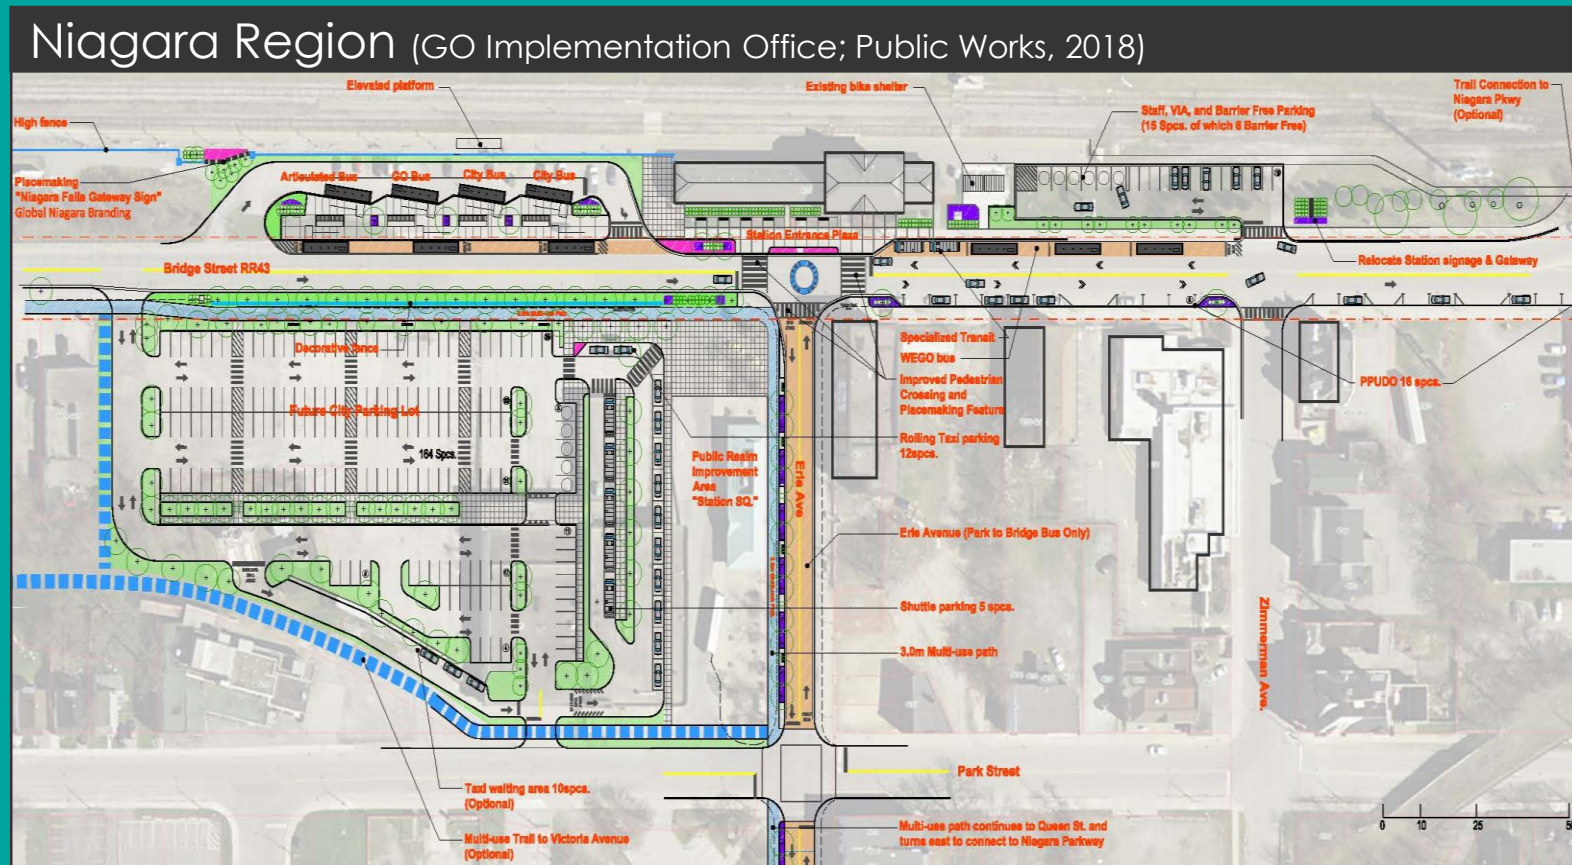 Niagara Region (GO Implementation Office; Public Works, 2018)
Elevated platform
Existing bike shelter
Trail Connection to
Niagara Pkwy
(Optional)
High fence
Staff, VIA, and Barrier Free Parking
(15 Spcs. of which 6 Barrier Free)
Placemaking
"Niagara Falls Gateway Sign"
Global Niagara Branding
Articulated Bus
GO Bus
City Bus
City Bus
Station Entrance Plaza
Relocate Station signage & Gateway
Bridge Street RR43
Decorative fence
Specialized Transit
WEGO bus
Improved Pedestrian
Crossing and
Placemaking Feature
PPUDO 16 spcs.
Future City Parking Lot
164 Spcs.
Rolling Taxi parking
12spcs.
Public Realm
Improvement
Area
"Station SQ."
Erie Ave
Erie Avenue (Park to Bridge Bus Only)
Shuttle parking 5 spcs.
3.0m Multi-use path
Zimmerman Ave.
Park Street
Taxi waiting area 10spcs.
(Optional)
Multi-use Trail to Victoria Avenue
(Optional)
Multi-use path continues to Queen St. and
turns east to connect to Niagara Parkway
0 10 25